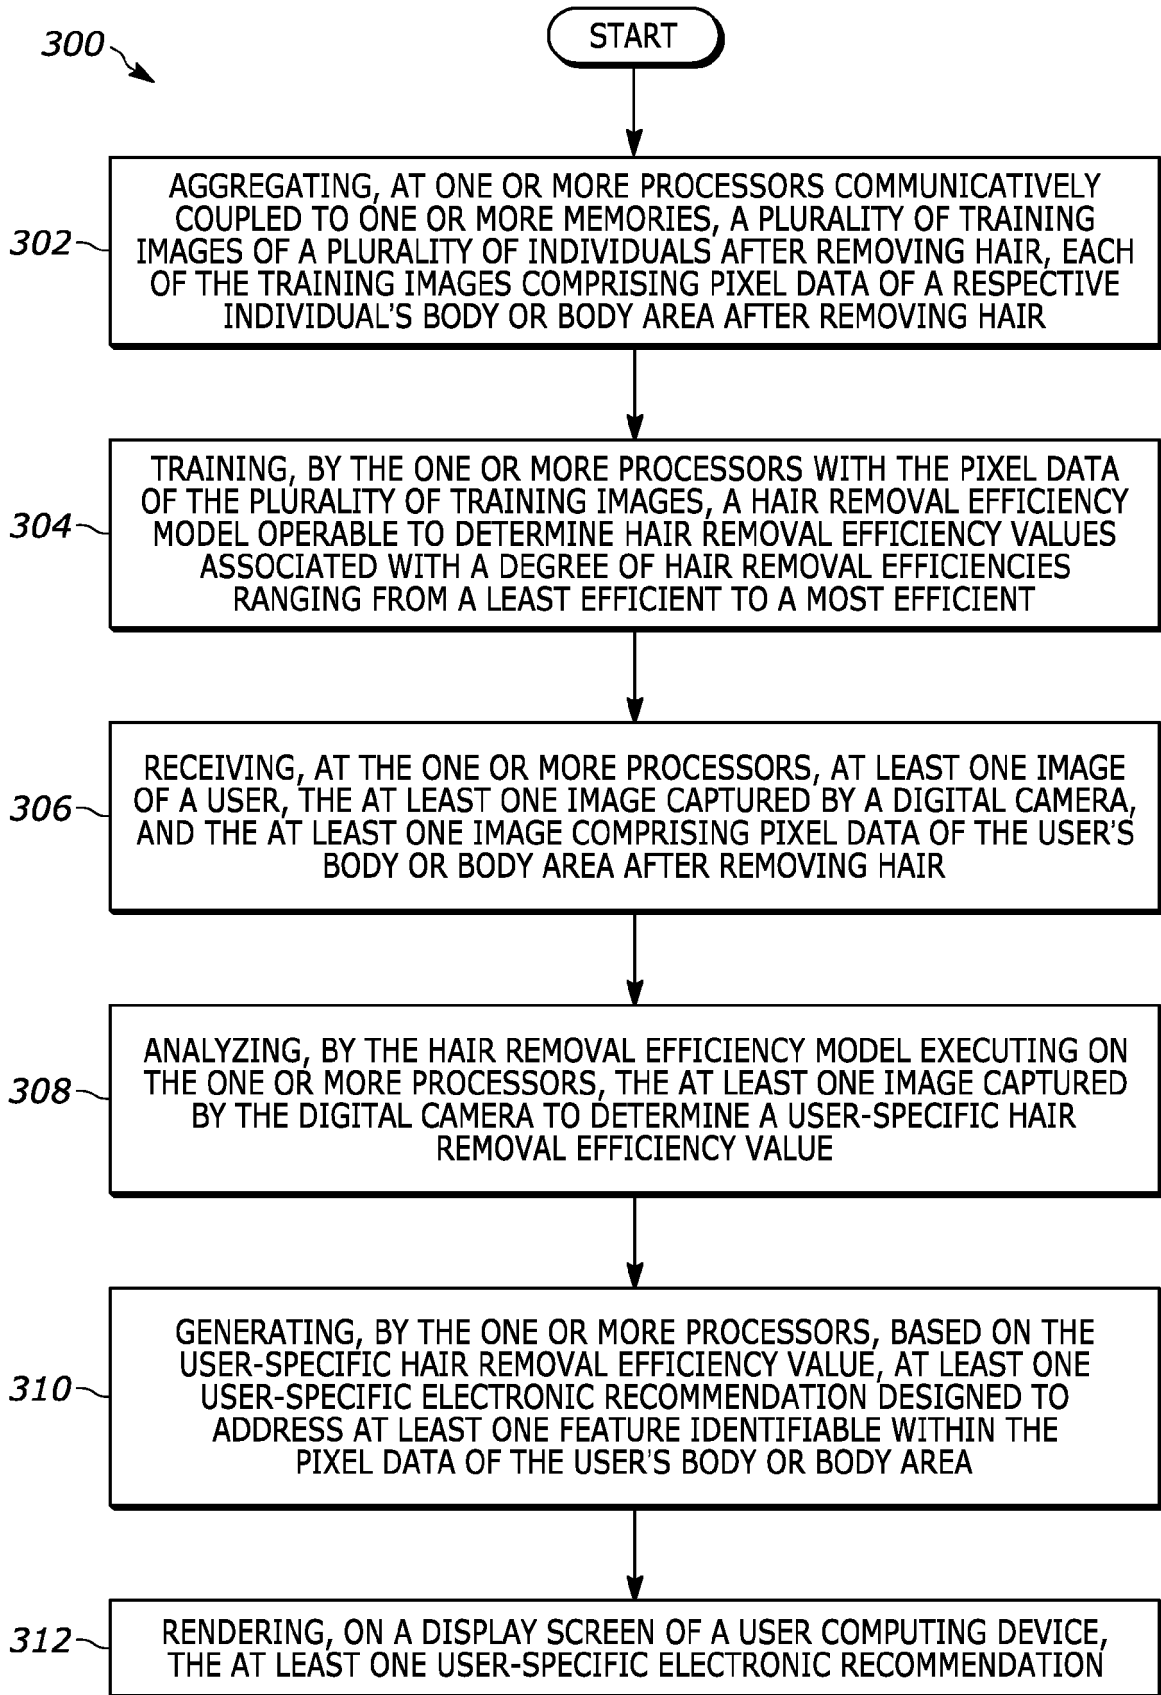 300
START
302
AGGREGATING, AT ONE OR MORE PROCESSORS COMMUNICATIVELY
COUPLED TO ONE OR MORE MEMORIES, A PLURALITY OF TRAINING
IMAGES OF A PLURALITY OF INDIVIDUALS AFTER REMOVING HAIR, EACH
OF THE TRAINING IMAGES COMPRISING PIXEL DATA OF A RESPECTIVE
INDIVIDUAL'S BODY OR BODY AREA AFTER REMOVING HAIR
304
TRAINING, BY THE ONE OR MORE PROCESSORS WITH THE PIXEL DATA
OF THE PLURALITY OF TRAINING IMAGES, A HAIR REMOVAL EFFICIENCY
MODEL OPERABLE TO DETERMINE HAIR REMOVAL EFFICIENCY VALUES
ASSOCIATED WITH A DEGREE OF HAIR REMOVAL EFFICIENCIES
RANGING FROM A LEAST EFFICIENT TO A MOST EFFICIENT
306
RECEIVING, AT THE ONE OR MORE PROCESSORS, AT LEAST ONE IMAGE
OF A USER, THE AT LEAST ONE IMAGE CAPTURED BY A DIGITAL CAMERA,
AND THE AT LEAST ONE IMAGE COMPRISING PIXEL DATA OF THE USER'S
BODY OR BODY AREA AFTER REMOVING HAIR
308
ANALYZING, BY THE HAIR REMOVAL EFFICIENCY MODEL EXECUTING ON
THE ONE OR MORE PROCESSORS, THE AT LEAST ONE IMAGE CAPTURED
BY THE DIGITAL CAMERA TO DETERMINE A USER-SPECIFIC HAIR
REMOVAL EFFICIENCY VALUE
310
GENERATING, BY THE ONE OR MORE PROCESSORS, BASED ON THE
USER-SPECIFIC HAIR REMOVAL EFFICIENCY VALUE, AT LEAST ONE
USER-SPECIFIC ELECTRONIC RECOMMENDATION DESIGNED TO
ADDRESS AT LEAST ONE FEATURE IDENTIFIABLE WITHIN THE
PIXEL DATA OF THE USER'S BODY OR BODY AREA
312
RENDERING, ON A DISPLAY SCREEN OF A USER COMPUTING DEVICE,
THE AT LEAST ONE USER-SPECIFIC ELECTRONIC RECOMMENDATION